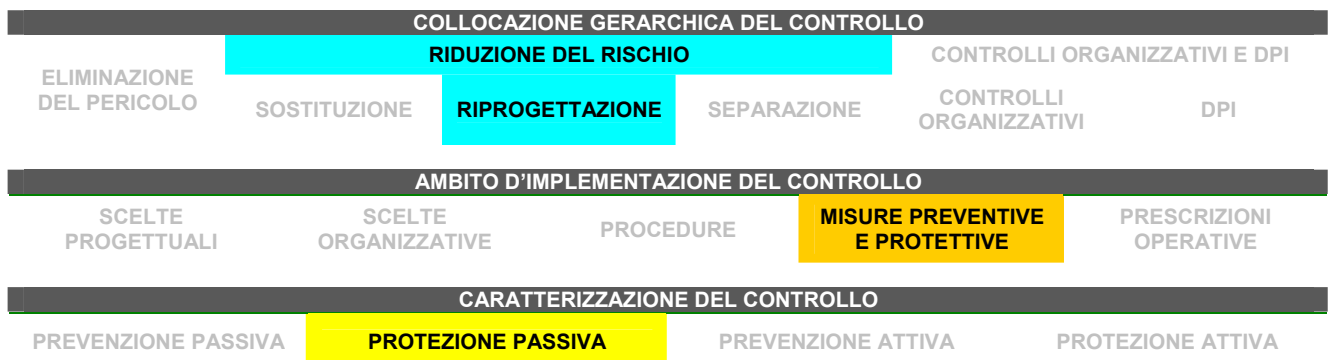 COLLOCAZIONE GERARCHICA DEL CONTROLLO
ELIMINAZIONE
DEL PERICOLO
RIDUZIONE DEL RISCHIO
CONTROLLI ORGANIZZATIVI E DPI
SOSTITUZIONE
RIPROGETTAZIONE
SEPARAZIONE
CONTROLLI
ORGANIZZATIVI
DPI
AMBITO D'IMPLEMENTAZIONE DEL CONTROLLO
SCELTE
PROGETTUALI
SCELTE
ORGANIZZATIVE
PROCEDURE
MISURE PREVENTIVE
E PROTETTIVE
PRESCRIZIONI
OPERATIVE
CARATTERIZZAZIONE DEL CONTROLLO
PREVENZIONE PASSIVA
PROTEZIONE PASSIVA
PREVENZIONE ATTIVA
PROTEZIONE ATTIVA